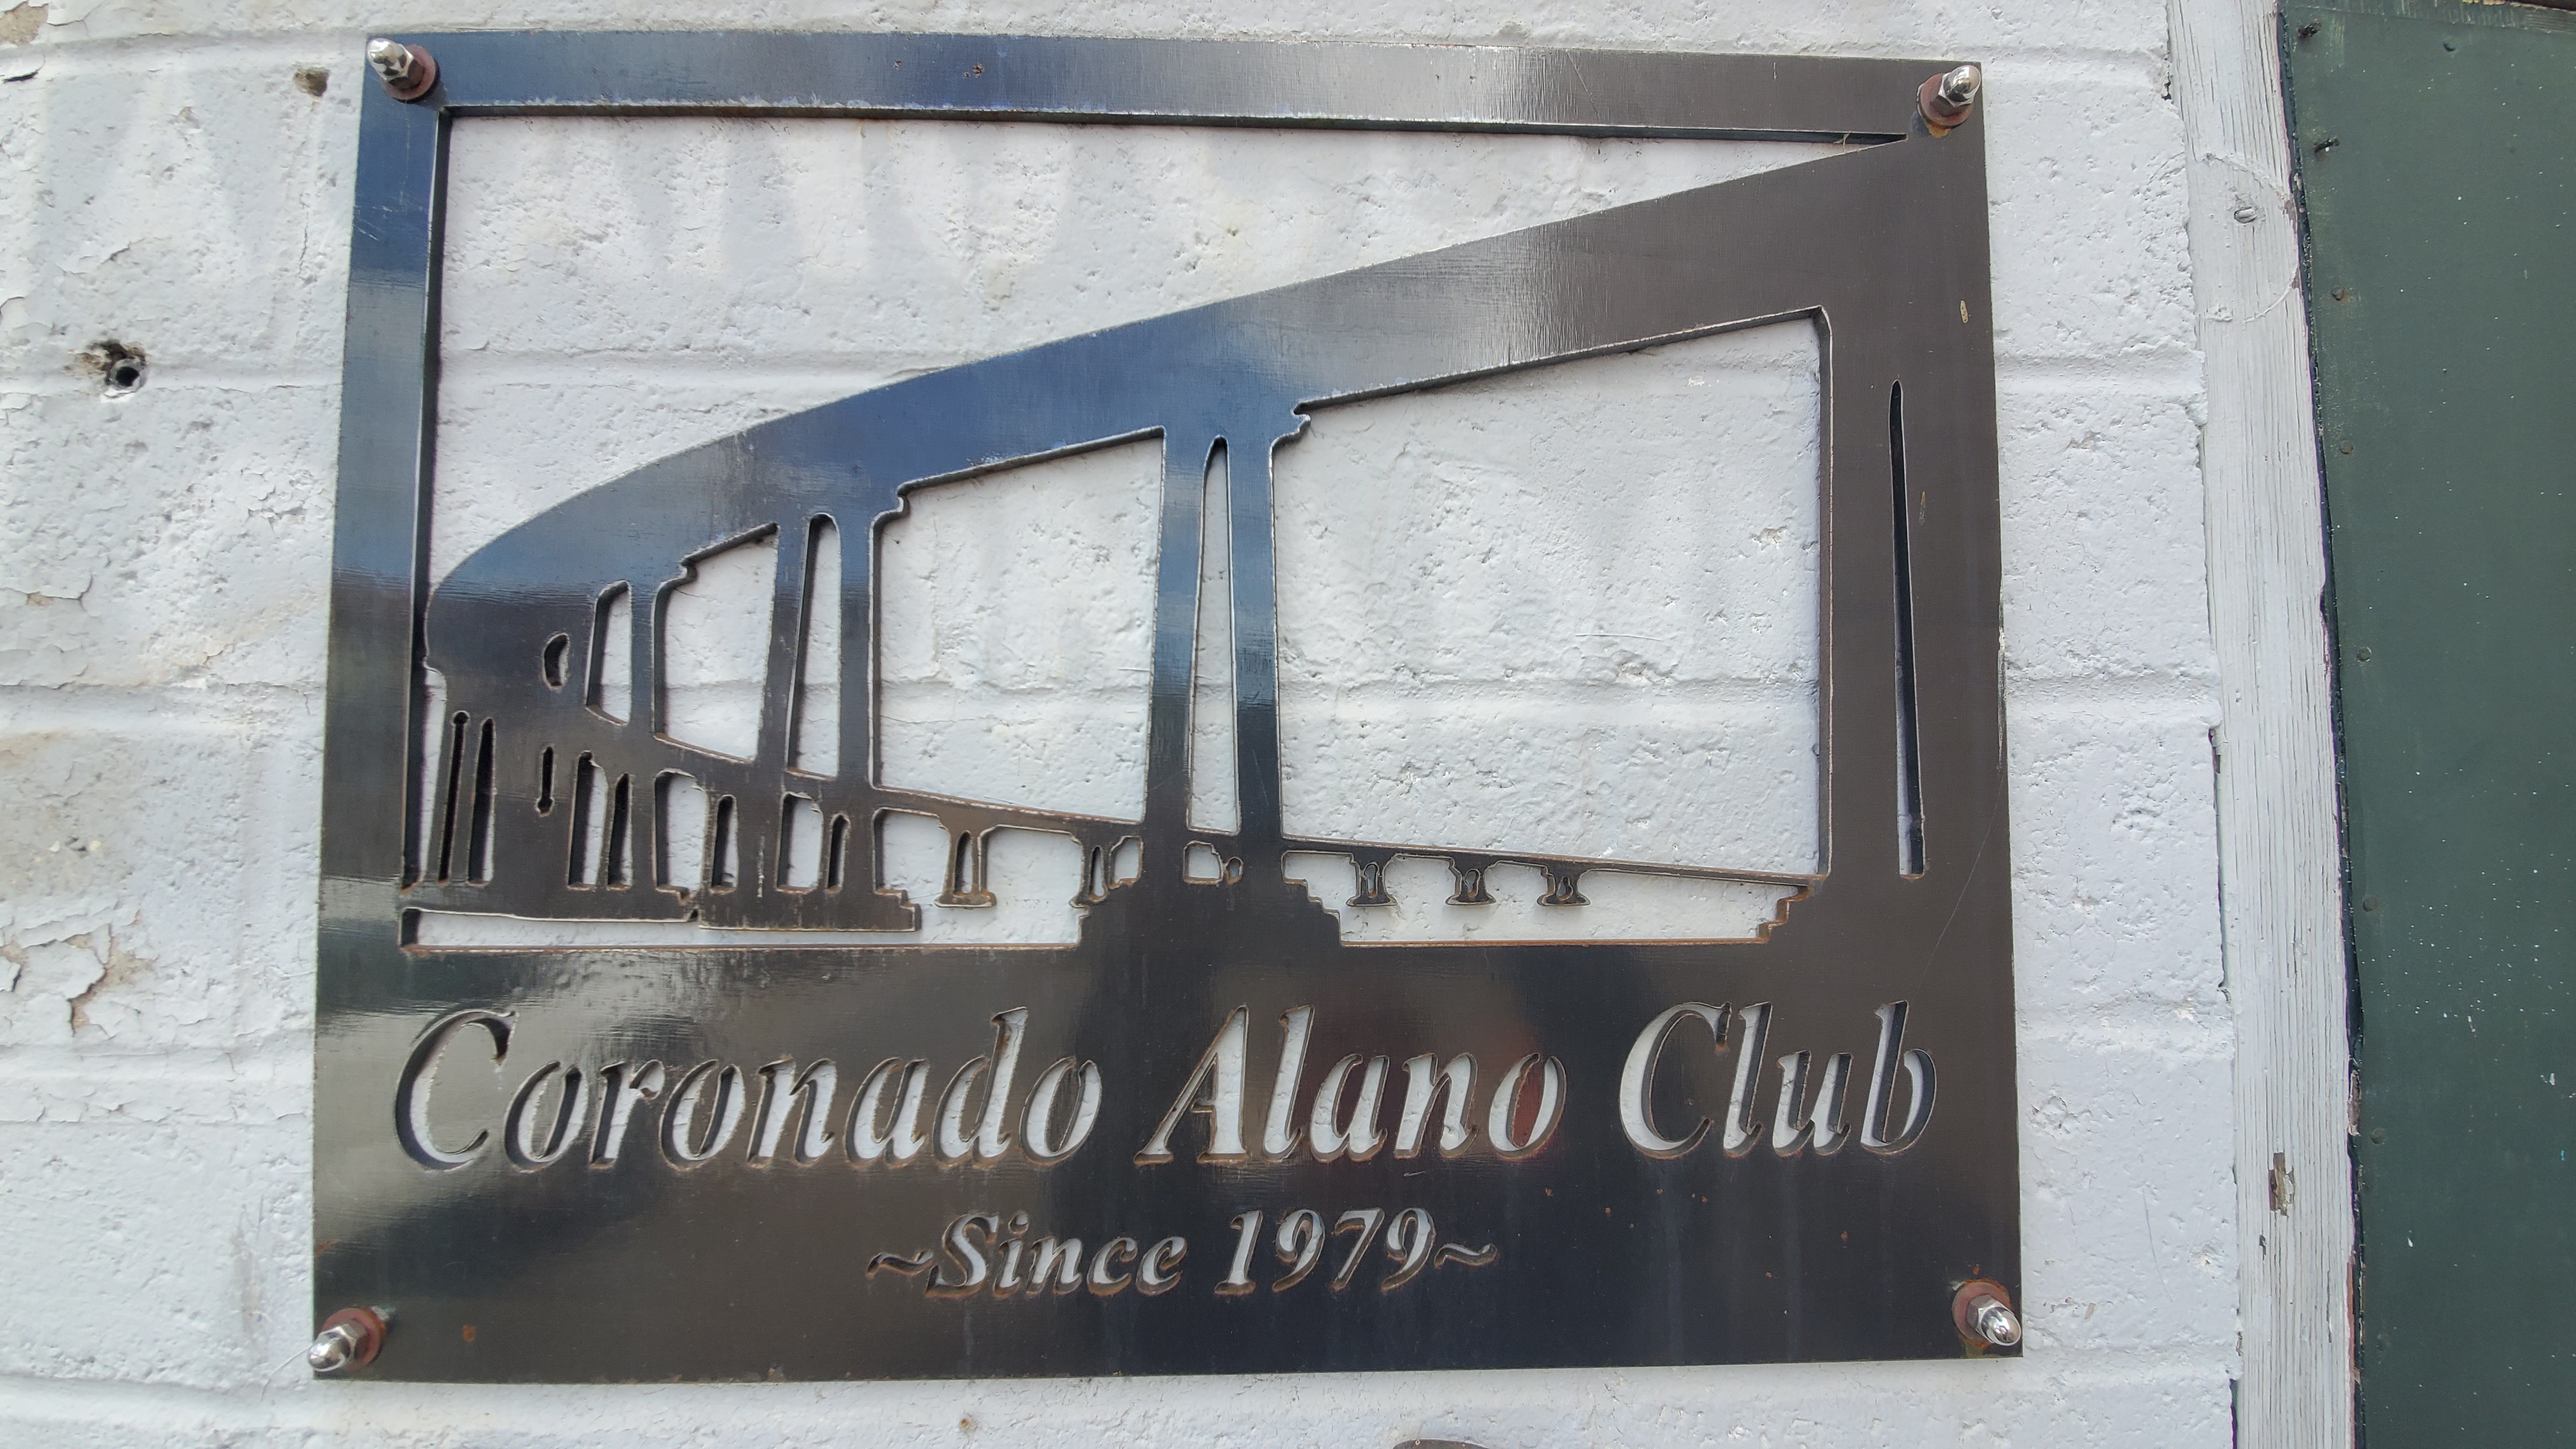 Coronado Alano Club
~Since 1979~